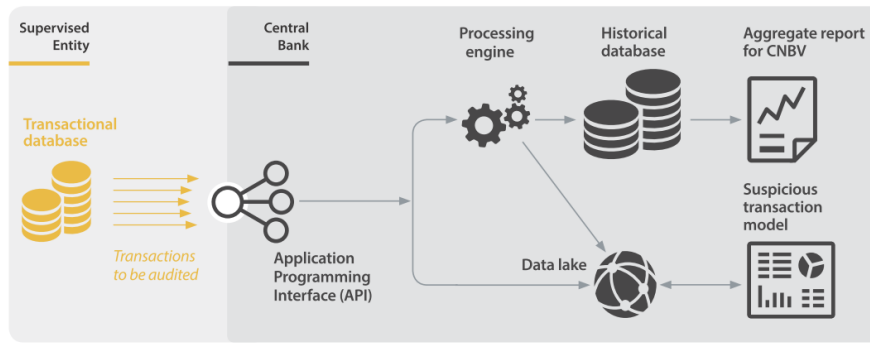 Supervised
Entity
Central
Bank
Processing
engine
Historical
database
Aggregate report
for CNBV
Transactional
database
Transactions
to be audited
Application
Programming
Interface (API)
Data lake
Suspicious
transaction
model